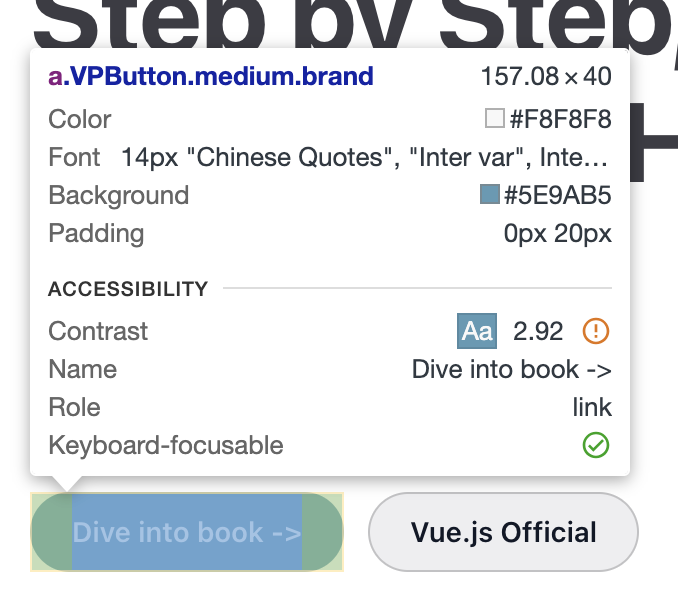 Step by Step,
a.VPButton.medium.brand 157.08 × 40
Color #F8F8F8
Font 14px "Chinese Quotes", "Inter var", Inte...
Background #5E9AB5
Padding 0px 20px
ACCESSIBILITY
Contrast Aa 2.92
Name Dive into book ->
Role link
Keyboard-focusable
Dive into book -> Vue.js Official